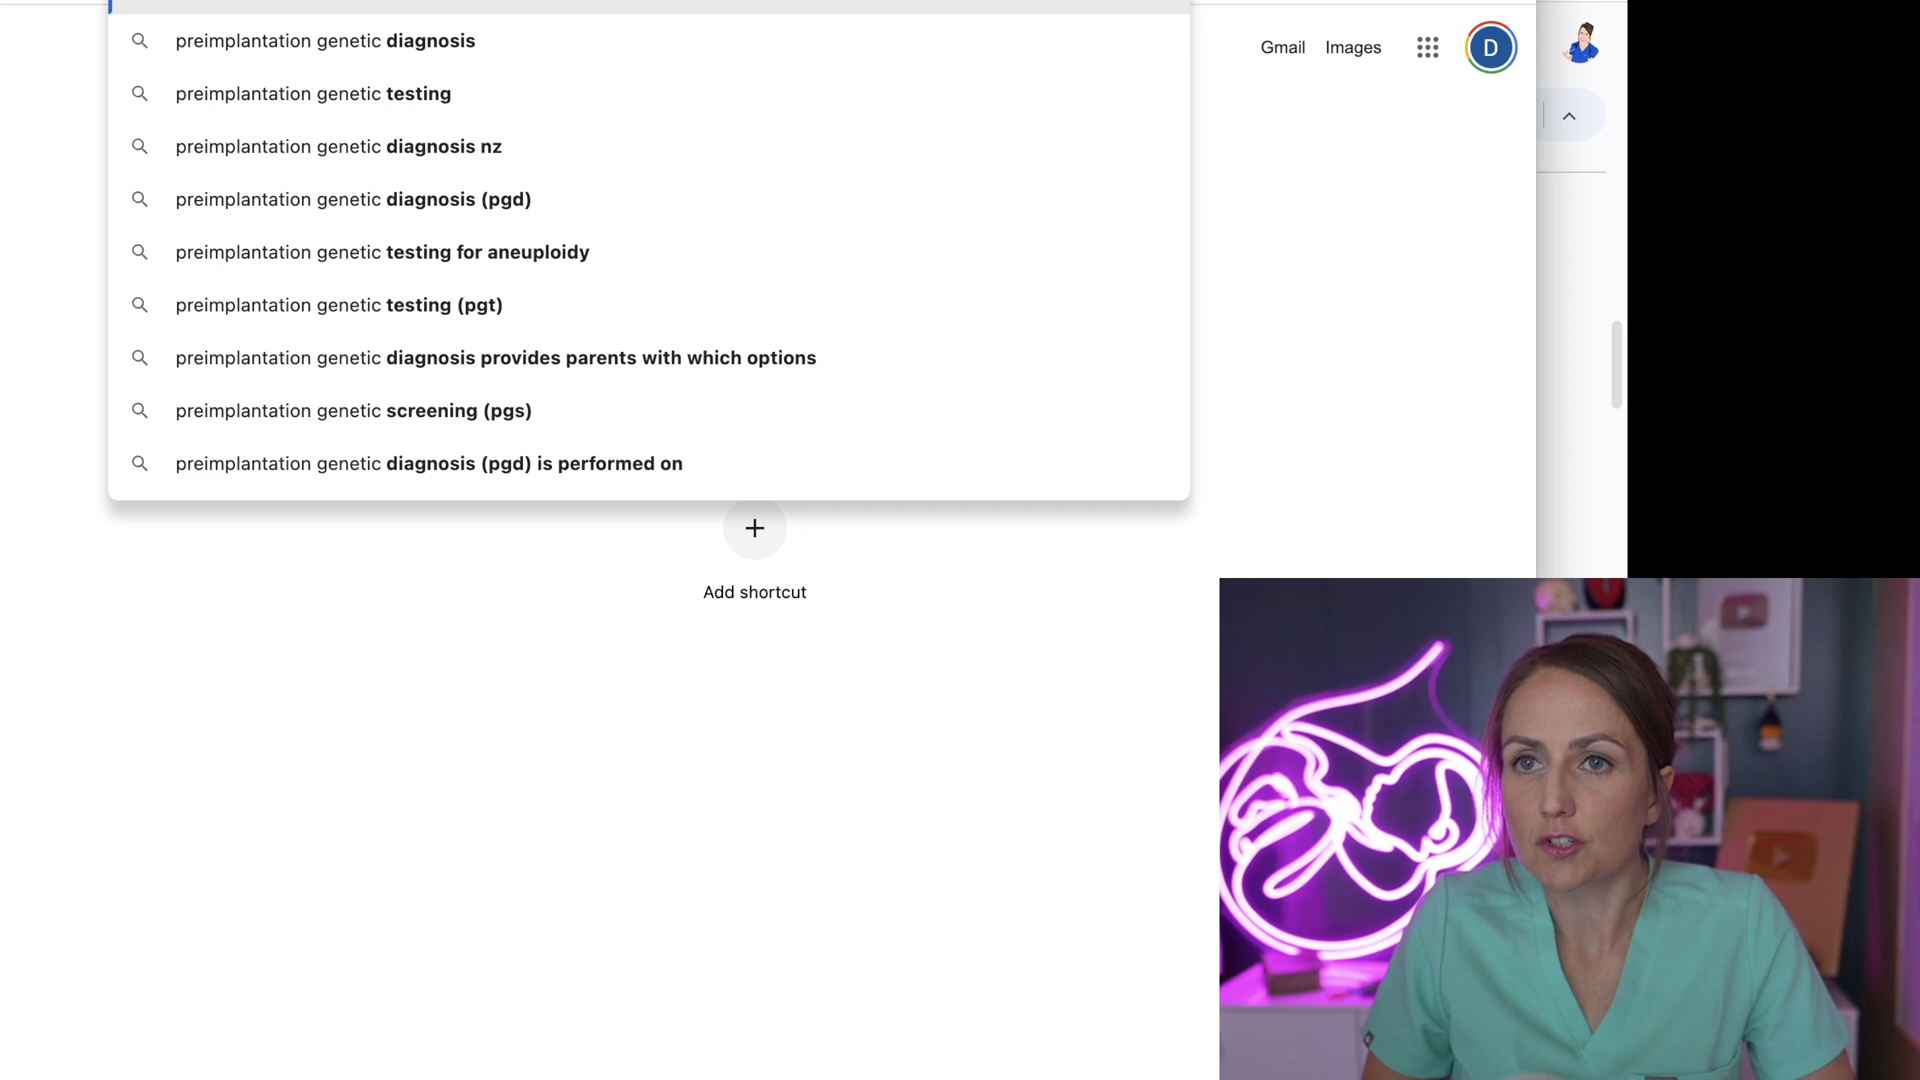 preimplantation genetic diagnosis
Gmail Images D
preimplantation genetic testing
preimplantation genetic diagnosis nz
preimplantation genetic diagnosis (pgd)
preimplantation genetic testing for aneuploidy
preimplantation genetic testing (pgt)
preimplantation genetic diagnosis provides parents with which options
preimplantation genetic screening (pgs)
preimplantation genetic diagnosis (pgd) is performed on
Add shortcut